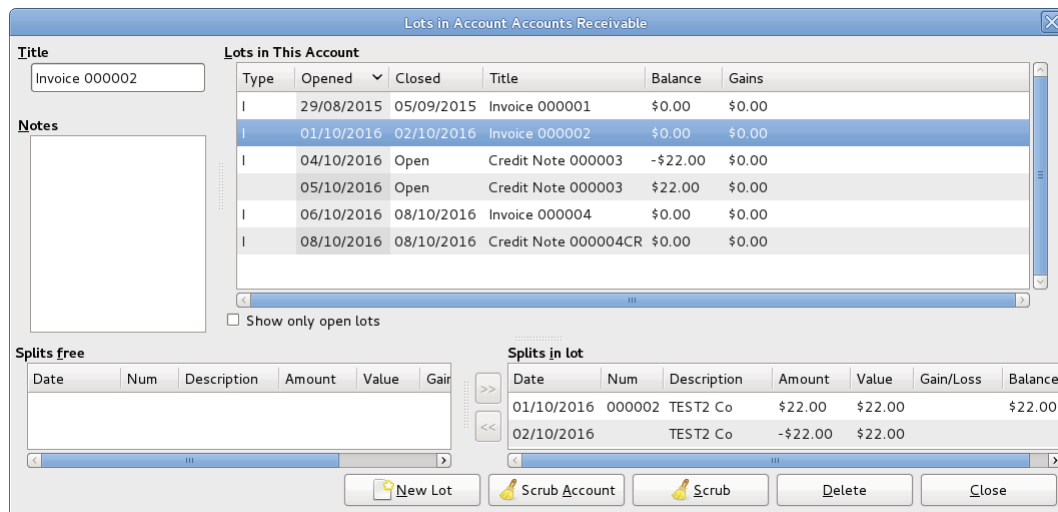 Lots in Account Accounts Receivable
Title
Invoice 000002
Notes
Lots in This Account
Type Opened Closed Title Balance Gains
I 29/08/2015 05/09/2015 Invoice 000001 $0.00 $0.00
I 01/10/2016 02/10/2016 Invoice 000002 $0.00 $0.00
I 04/10/2016 Open Credit Note 000003 -$22.00 $0.00
05/10/2016 Open Credit Note 000003 $22.00 $0.00
I 06/10/2016 08/10/2016 Invoice 000004 $0.00 $0.00
I 08/10/2016 08/10/2016 Credit Note 000004CR $0.00 $0.00
Show only open lots
Splits free
Date Num Description Amount Value Gair
>>
<<
Splits in lot
Date Num Description Amount Value Gain/Loss Balance
01/10/2016 000002 TEST2 Co $22.00 $22.00 $22.00
02/10/2016 TEST2 Co -$22.00 $22.00
New Lot Scrub Account Scrub Delete Close